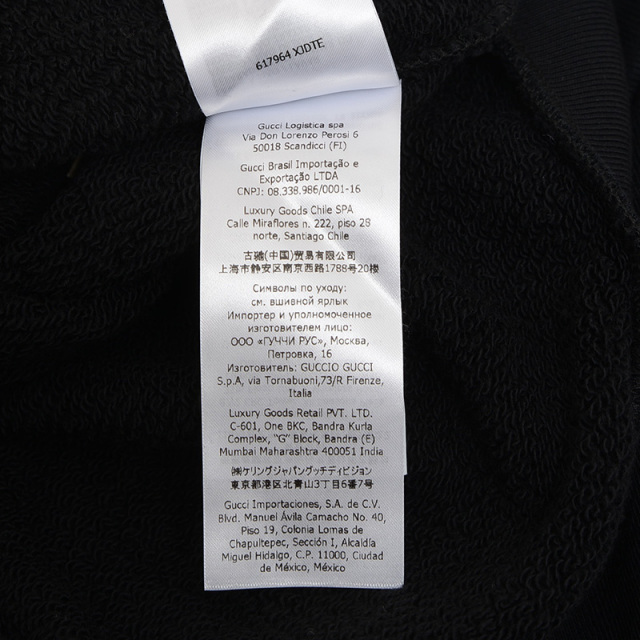 617964 XJDTE
Gucci Logistica spa
Via Don Lorenzo Perosi 6
50018 Scandicci (FI)
Gucci Brasil Importação e
Exportação LTDA
CNPJ: 08.338.986/0001-16
Luxury Goods Chile SPA
Calle Miraflores n. 222, piso 28
norte, Santiago Chile
古驰(中国)贸易有限公司
上海市静安区南京西路1788号20楼
Символы по уходу:
см. вшивной ярлык
Импортер и уполномоченное
изготовителем лицо:
ООО «ГУЧЧИ РУС», Москва,
Петровка, 16
Изготовитель: GUCCIO GUCCI
S.p.A, via Tornabuoni,73/R Firenze,
Italia
Luxury Goods Retail PVT. LTD.
C-601, One BKC, Bandra Kurla
Complex, "G" Block, Bandra (E)
Mumbai Maharashtra 400051 India
㈱ケリングジャパングッチディビジョン
東京都港区北青山3丁目6番7号
Gucci Importaciones, S.A. de C.V.
Blvd. Manuel Ávila Camacho No. 40,
Piso 19, Colonia Lomas de
Chapultepec, Sección I, Alcaldía
Miguel Hidalgo, C.P. 11000, Ciudad
de México, México